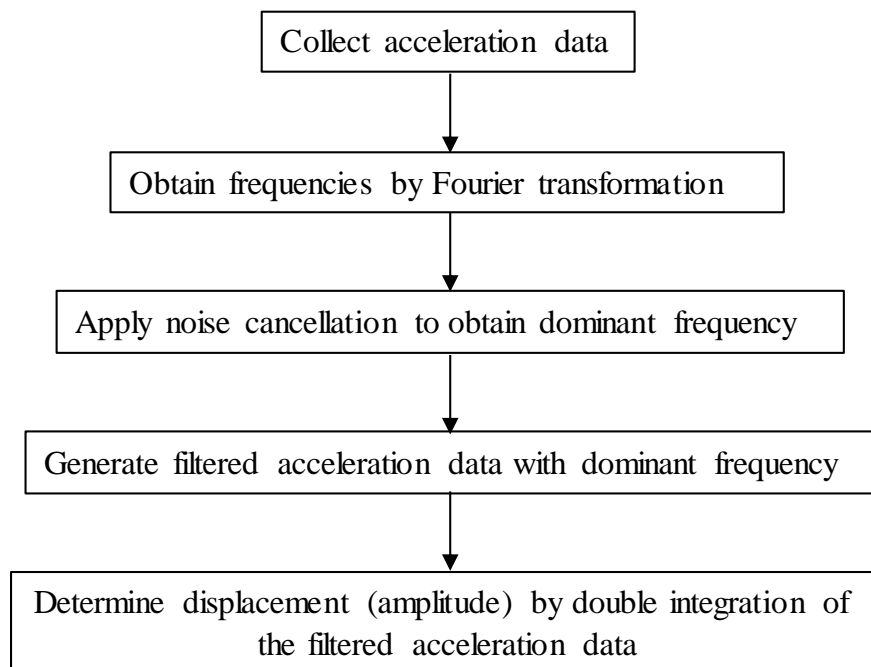 Collect acceleration data
Obtain frequencies by Fourier transformation
Apply noise cancellation to obtain dominant frequency
Generate filtered acceleration data with dominant frequency
Determine displacement (amplitude) by double integration of
the filtered acceleration data